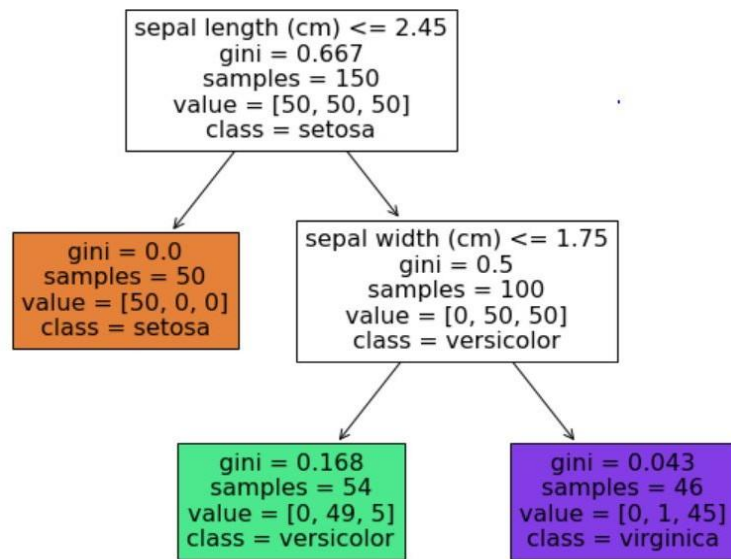 sepal length (cm) <= 2.45
gini = 0.667
samples = 150
value = [50, 50, 50]
class = setosa
gini = 0.0
samples = 50
value = [50, 0, 0]
class = setosa
sepal width (cm) <= 1.75
gini = 0.5
samples = 100
value = [0, 50, 50]
class = versicolor
gini = 0.168
samples = 54
value = [0, 49, 5]
class = versicolor
gini = 0.043
samples = 46
value = [0, 1, 45]
class = virginica